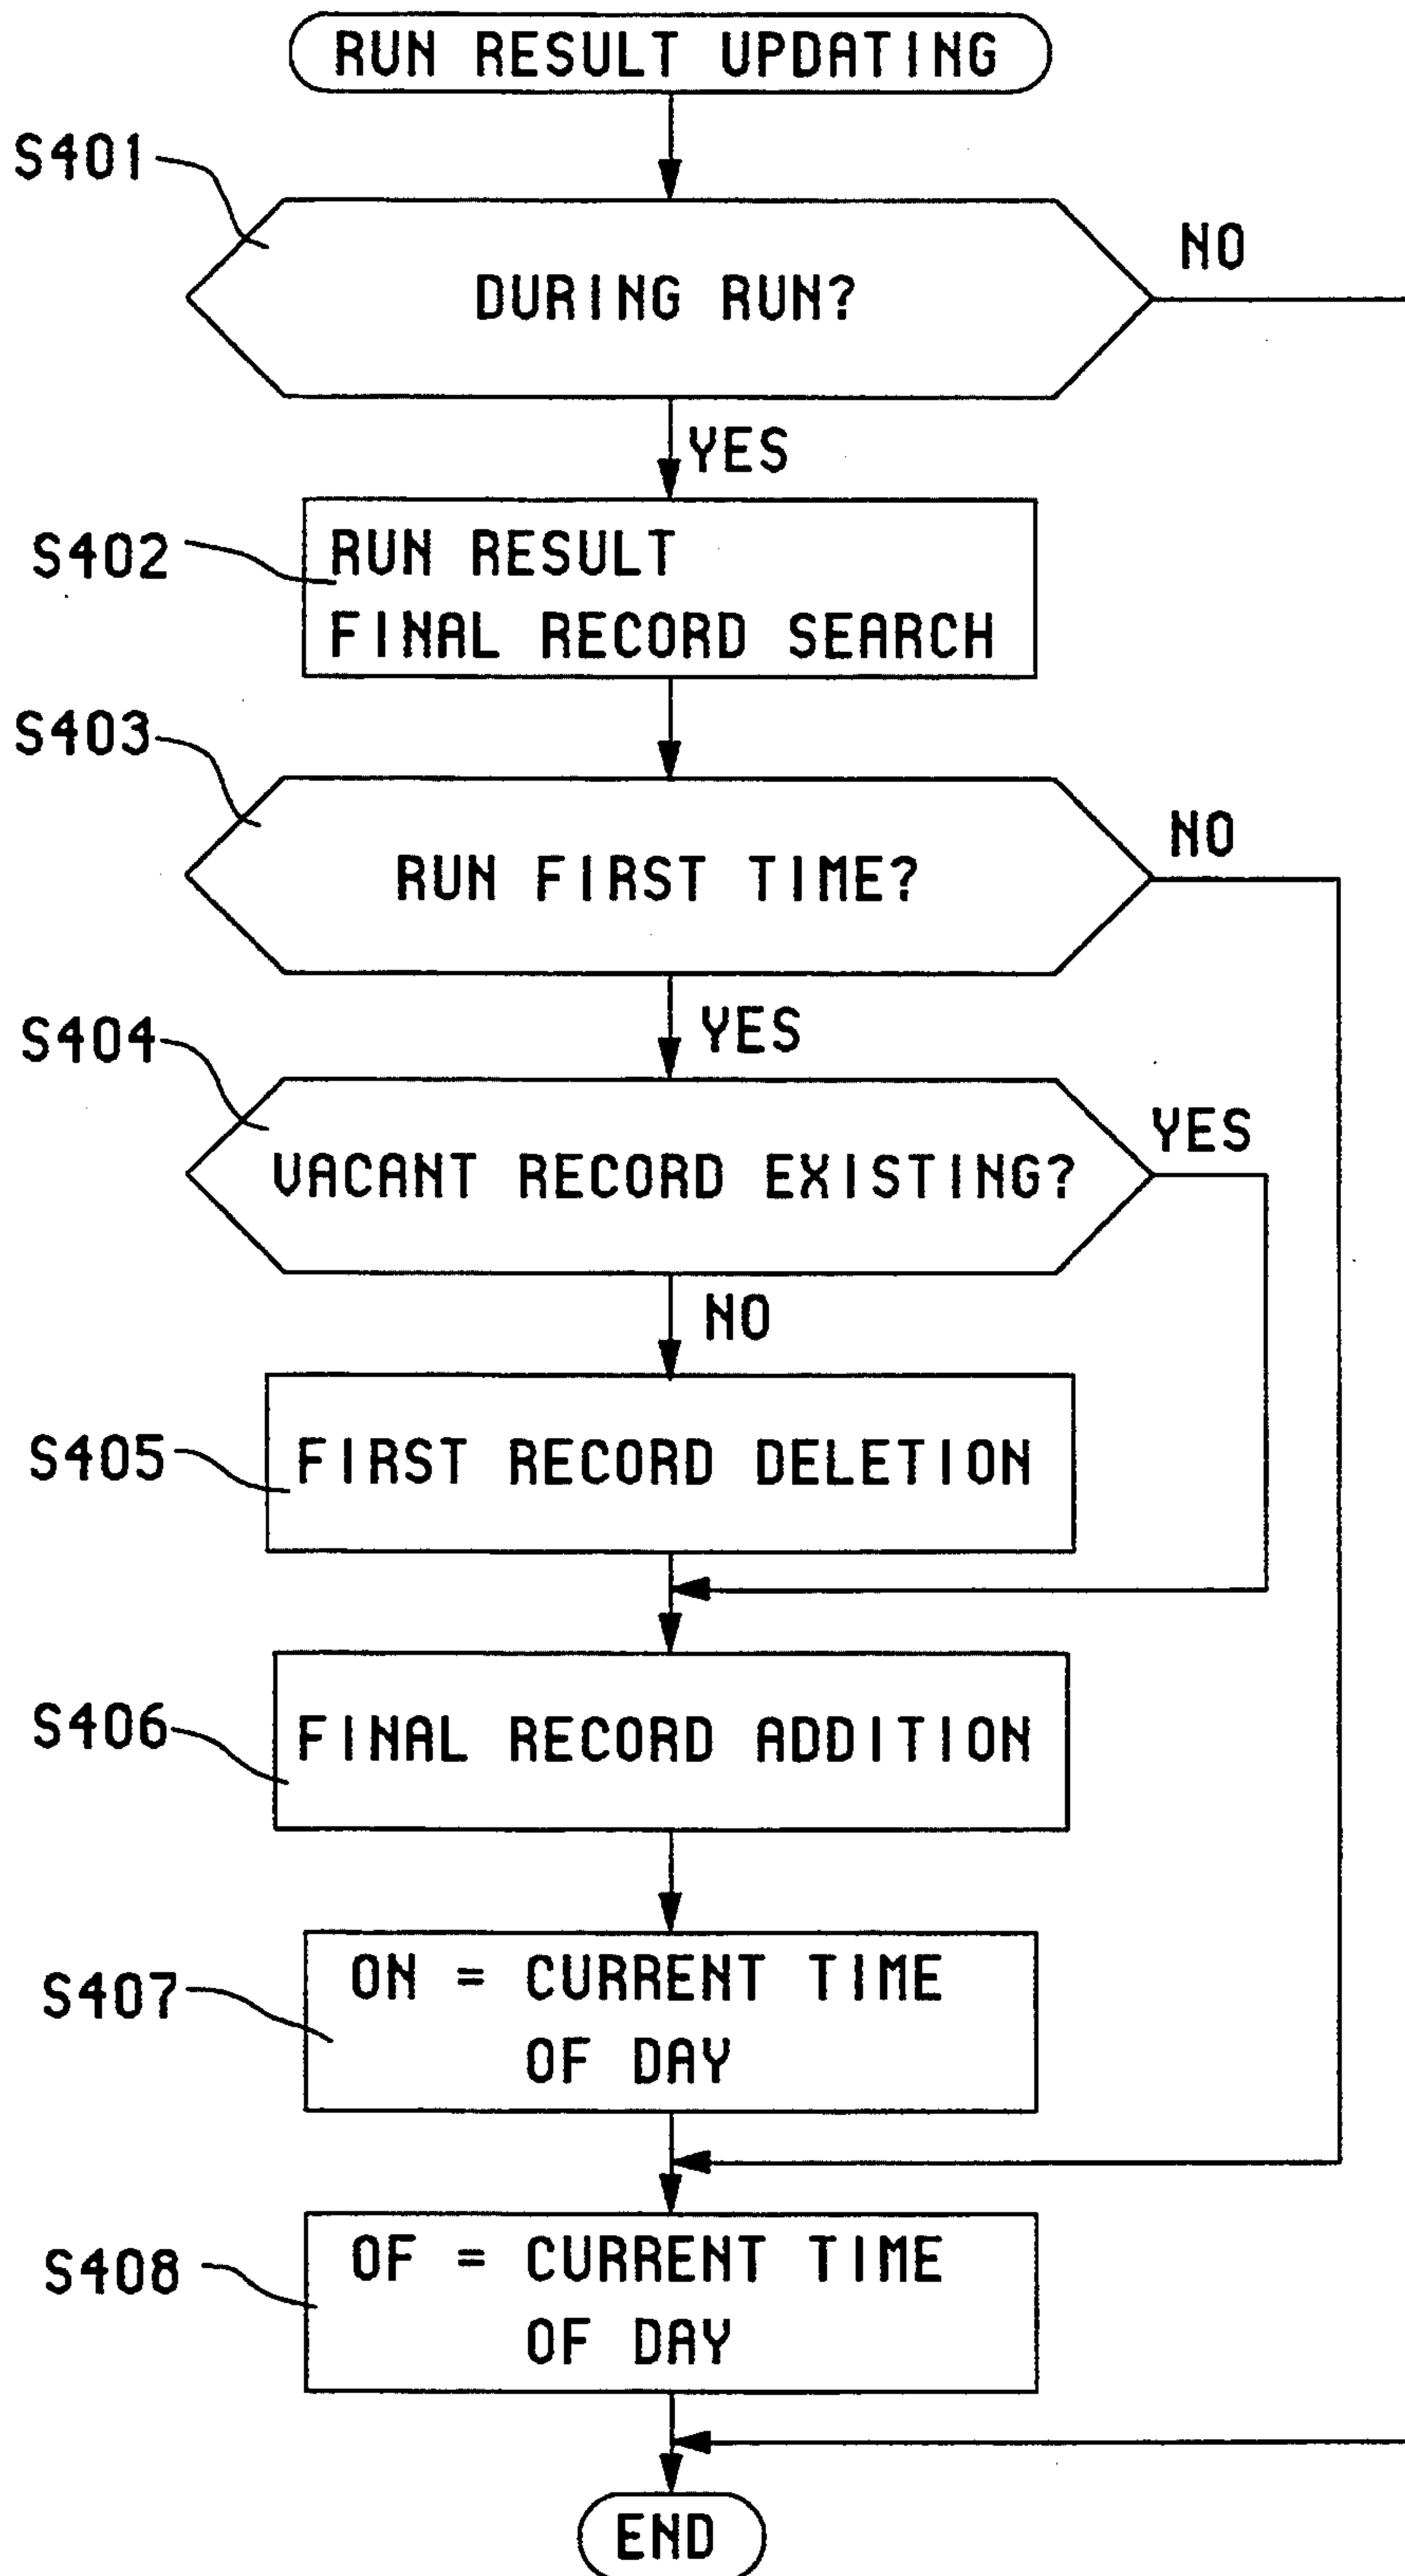 RUN RESULT UPDATING
S401
DURING RUN?
NO
YES
S402
RUN RESULT
FINAL RECORD SEARCH
S403
RUN FIRST TIME?
NO
YES
S404
VACANT RECORD EXISTING?
YES
NO
S405
FIRST RECORD DELETION
S406
FINAL RECORD ADDITION
S407
ON = CURRENT TIME
OF DAY
S408
OF = CURRENT TIME
OF DAY
END